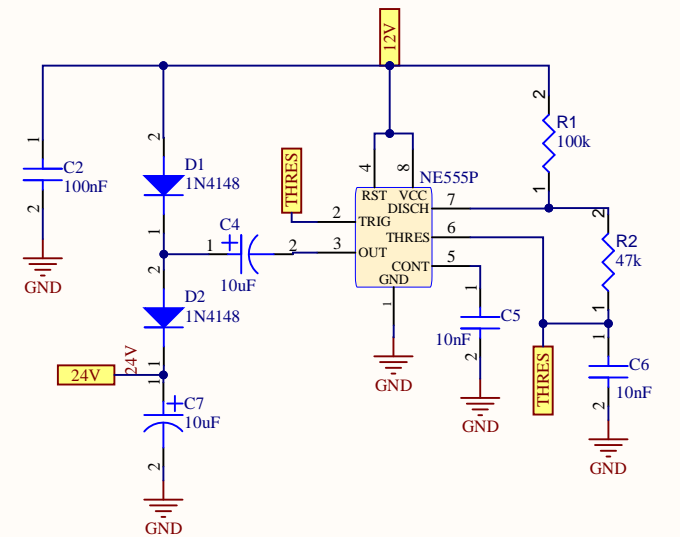 12V
2
R1
100k
1
1
C2
100nF
2
GND
2
D1
1N4148
1
THRES
4
8
NE555P
RST
VCC
DISCH
7
2
TRIG
THRES
6
3
OUT
CONT
5
GND
1
GND
C4
1
2
10uF
2
R2
47k
1
2
D2
1N4148
1
24V
24V
1
C7
10uF
2
GND
1
C5
10nF
2
GND
THRES
1
C6
10nF
2
GND